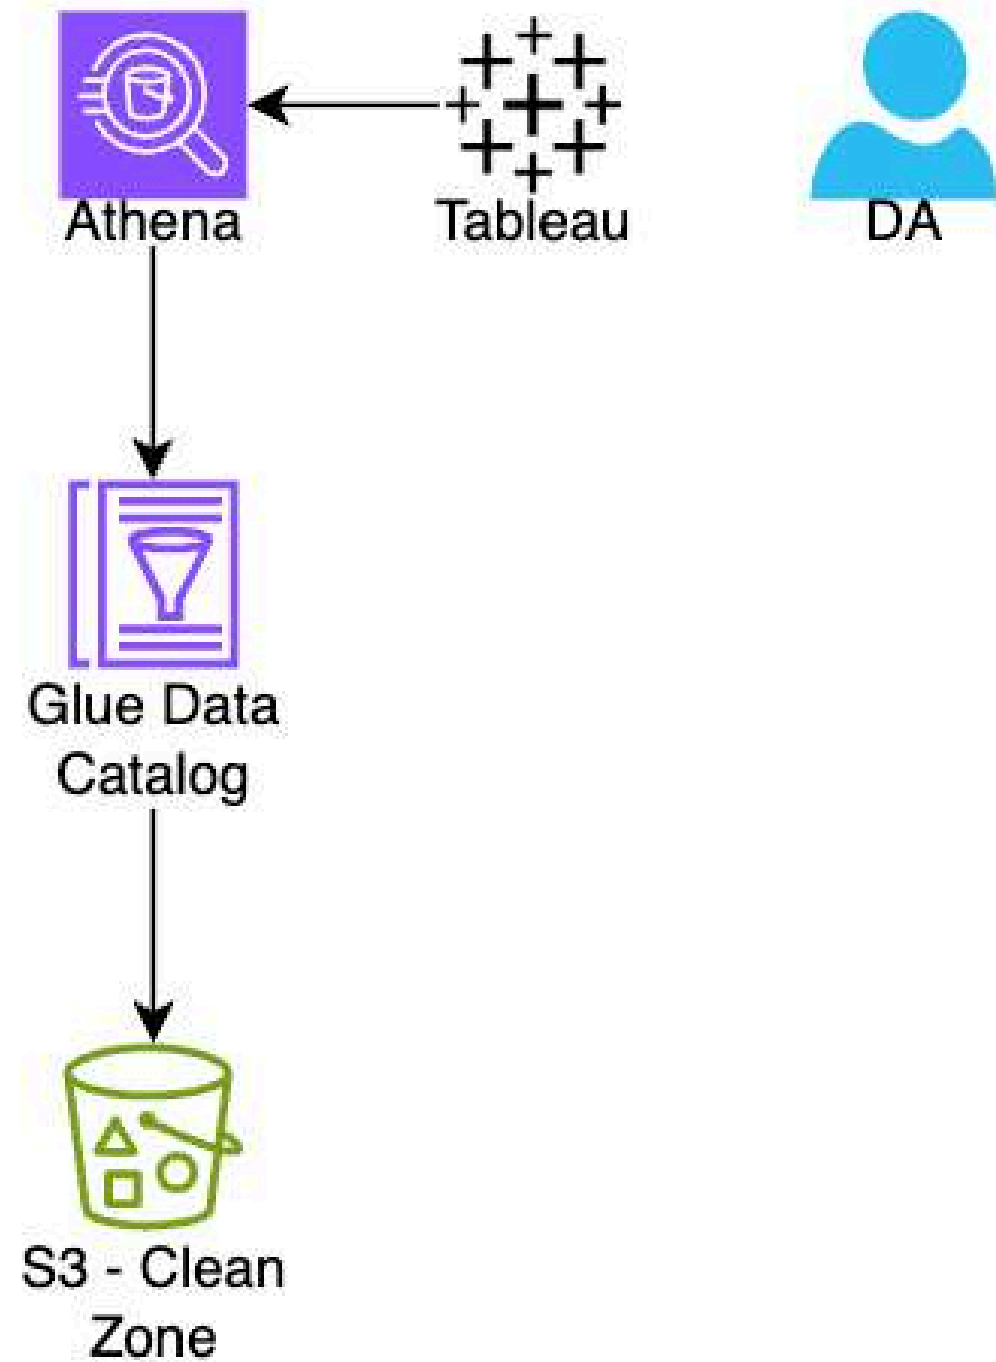 Athena
Tableau
DA
Glue Data
Catalog
S3 - Clean
Zone